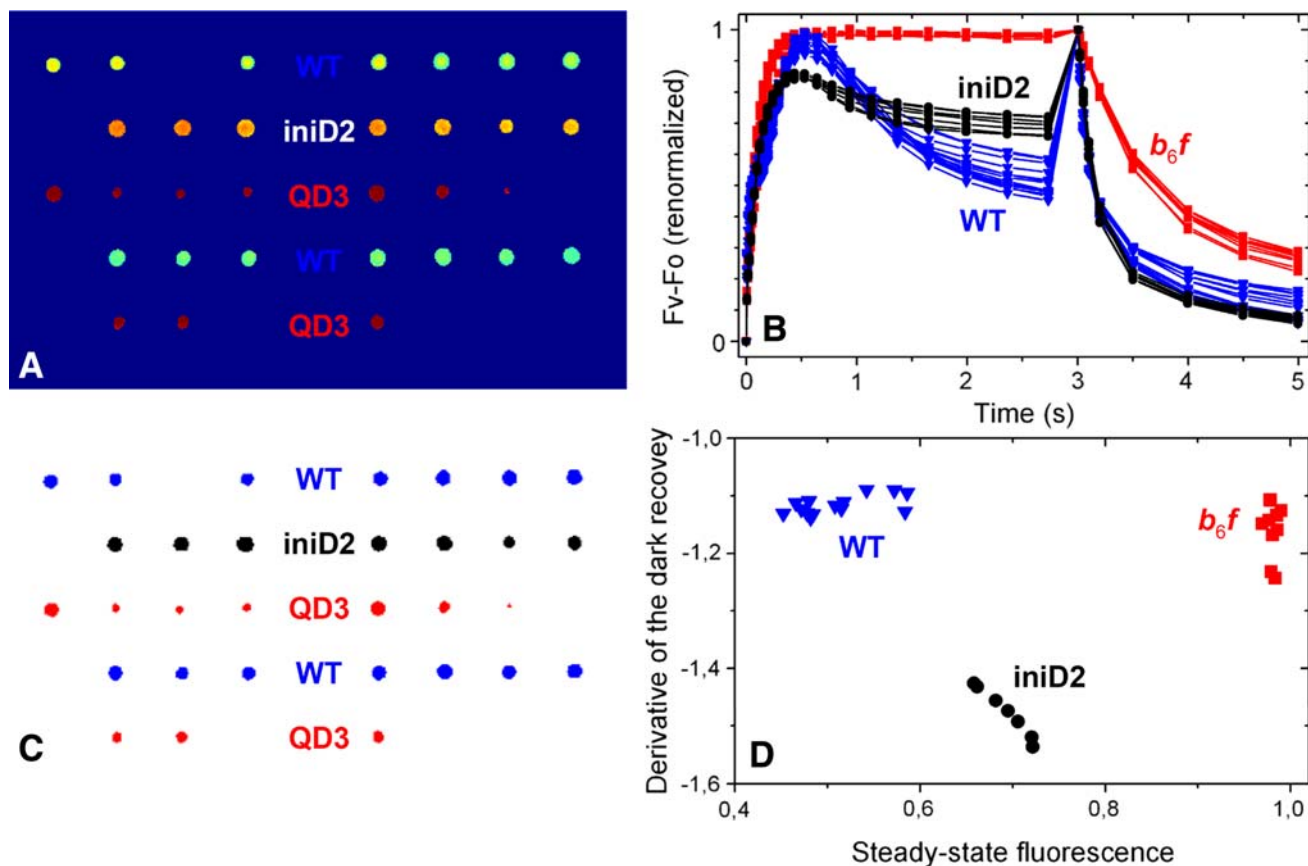 WT
iniD2
QD3
WT
QD3
A
Fv-Fo (renormalized)
1
0
iniD2
b6f
WT
B
0 1 2 3 4 5
Time (s)
WT
iniD2
QD3
WT
QD3
C
Derivative of the dark recovey
-1,0
-1,2
-1,4
-1,6
WT
b6f
iniD2
D
0,4 0,6 0,8 1,0
Steady-state fluorescence